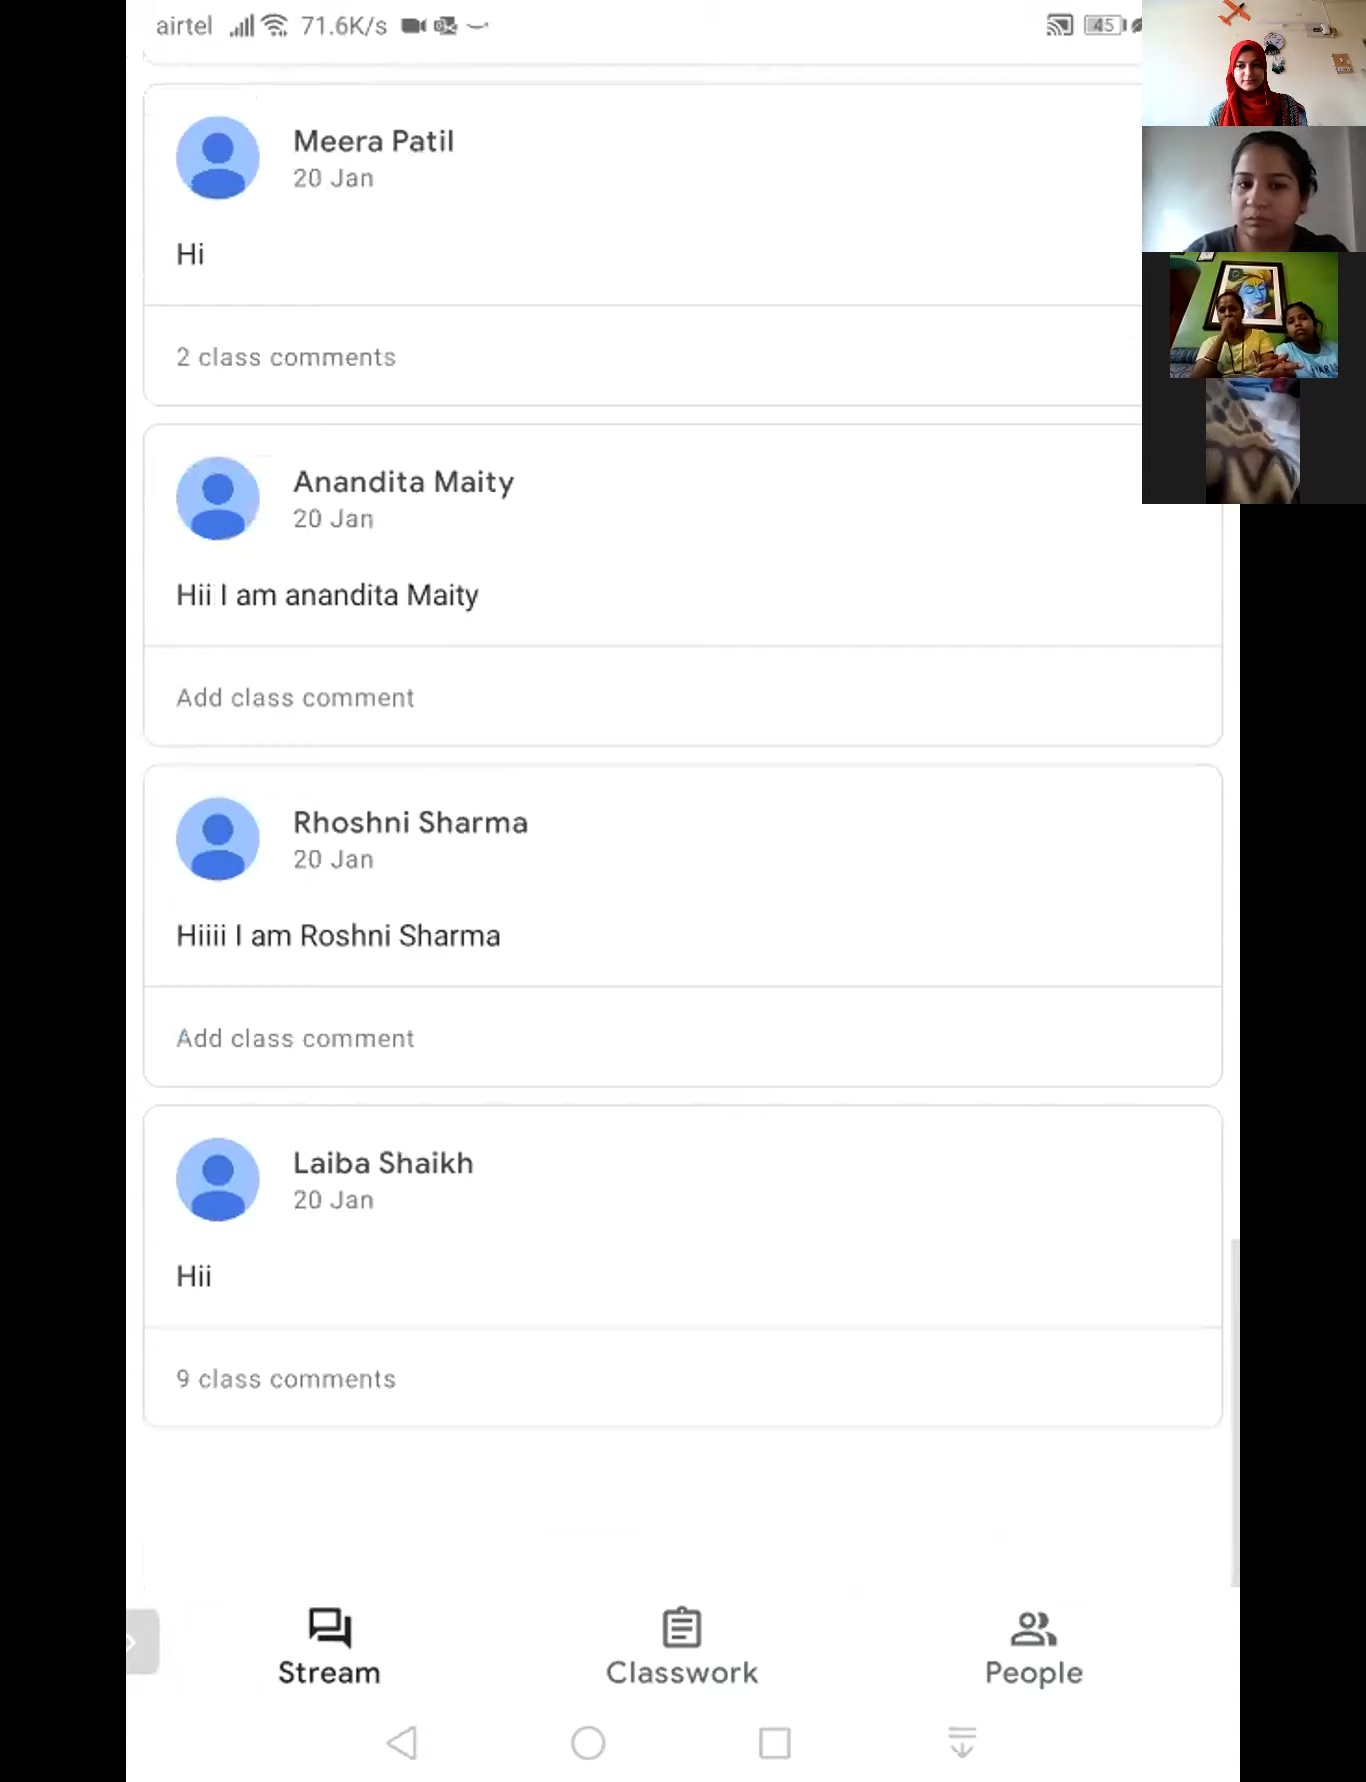 airtel 71.6K/s 45
Meera Patil
20 Jan
Hi
2 class comments
Anandita Maity
20 Jan
Hii I am anandita Maity
Add class comment
Rhoshni Sharma
20 Jan
Hiiii I am Roshni Sharma
Add class comment
Laiba Shaikh
20 Jan
Hii
9 class comments
Stream Classwork People